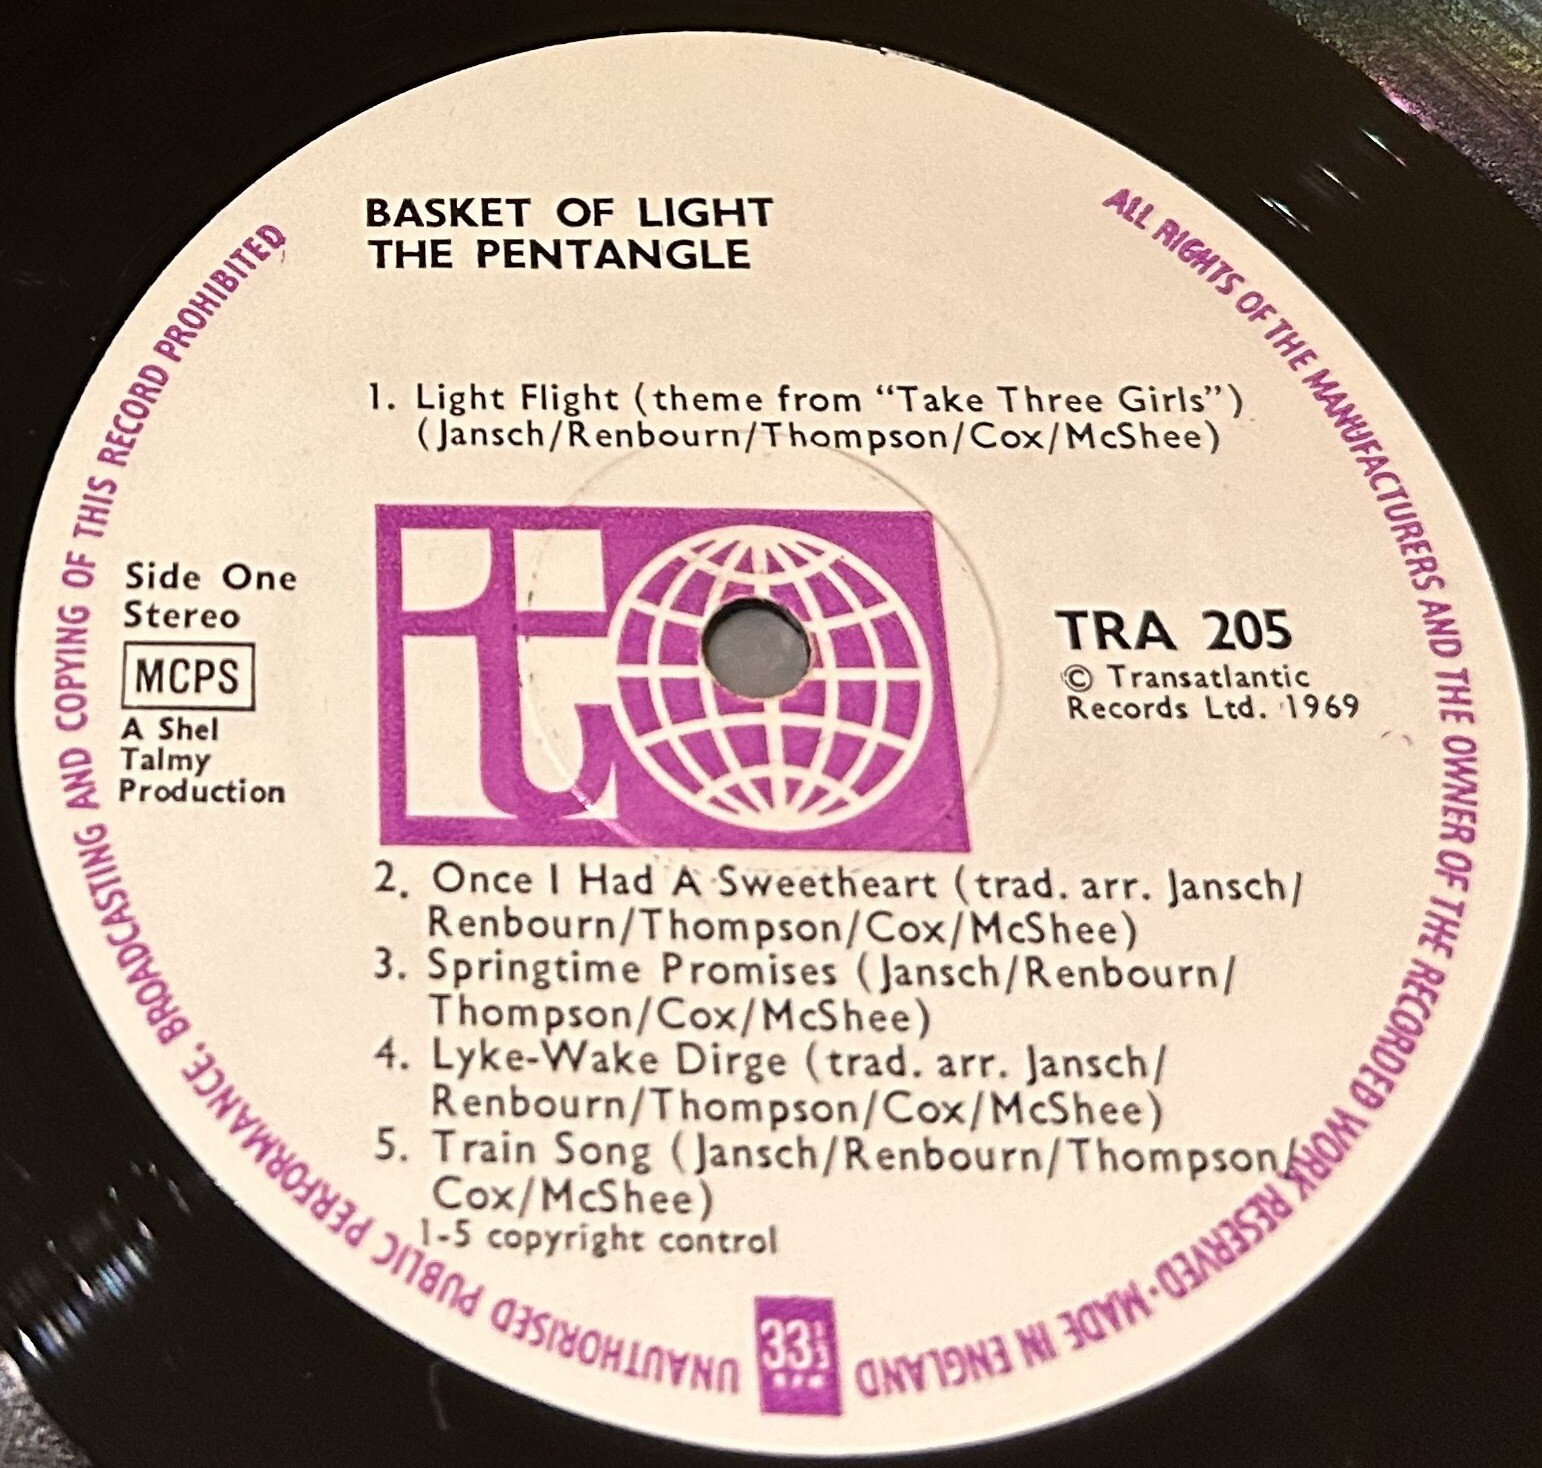 BASKET OF LIGHT
THE PENTANGLE
1. Light Flight (theme from “Take Three Girls”)
(Jansch/Renbourn/Thompson/Cox/McShee)
Side One
Stereo
MCPS
A Shel
Talmy
Production
t
TRA 205
© Transatlantic
Records Ltd. 1969
2. Once I Had A Sweetheart (trad. arr. Jansch/
Renbourn/Thompson/Cox/McShee)
3. Springtime Promises (Jansch/Renbourn/
Thompson/Cox/McShee)
4. Lyke-Wake Dirge (trad. arr. Jansch/
Renbourn/Thompson/Cox/McShee)
5. Train Song (Jansch/Renbourn/Thompson/
Cox/McShee)
1-5 copyright control
ALL RIGHTS OF THE MANUFACTURERS AND THE OWNER OF THE RECORDED WORK RESERVED·MADE IN ENGLAND
33⅓
RPM
UNAUTHORISED PUBLIC PERFORMANCE, BROADCASTING AND COPYING OF THIS RECORD PROHIBITED